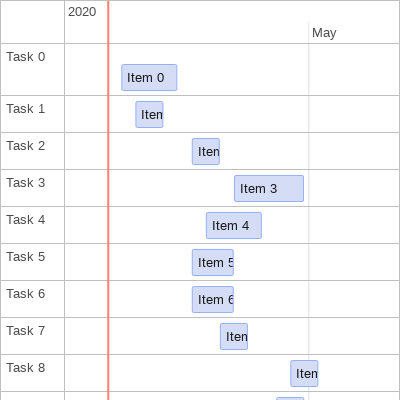 2020
May
Task 0
Item 0
Task 1
Iten
Task 2
Iten
Task 3
Item 3
Task 4
Item 4
Task 5
Item 5
Task 6
Item 6
Task 7
Iten
Task 8
Iten